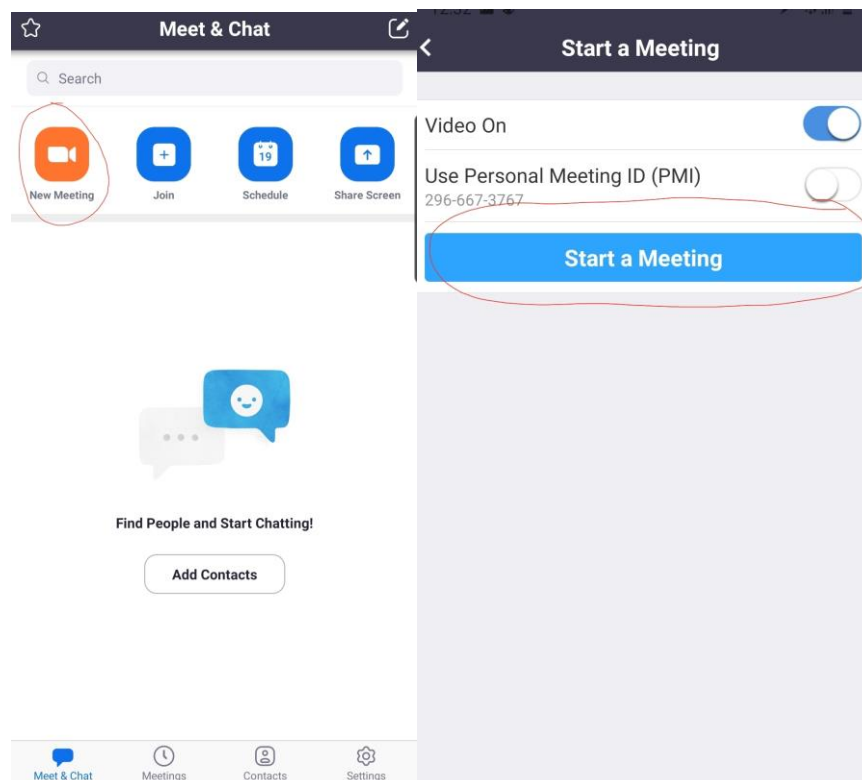 Meet & Chat
Search
New Meeting
Join
19
Schedule
Share Screen
Find People and Start Chatting!
Add Contacts
Meet & Chat
Meetings
Contacts
Settings
Start a Meeting
Video On
Use Personal Meeting ID (PMI)
296-667-3767
Start a Meeting